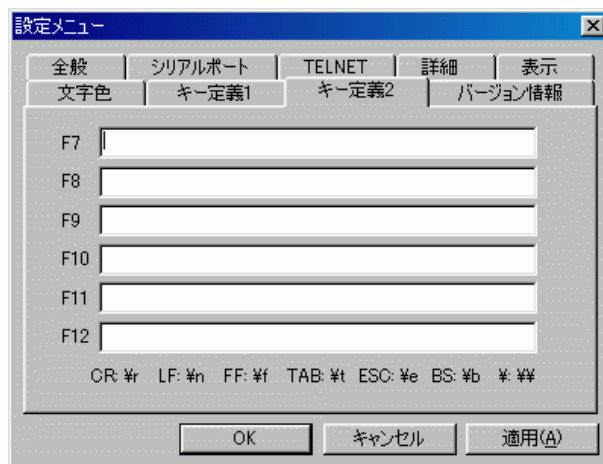 設定メニュー
全般 シリアルポート TELNET 詳細 表示
文字色 キー定義1 キー定義2 バージョン情報
F7
F8
F9
F10
F11
F12
CR: ¥r LF: ¥n FF: ¥f TAB: ¥t ESC: ¥e BS: ¥b ¥: ¥¥
OK キャンセル 適用(A)